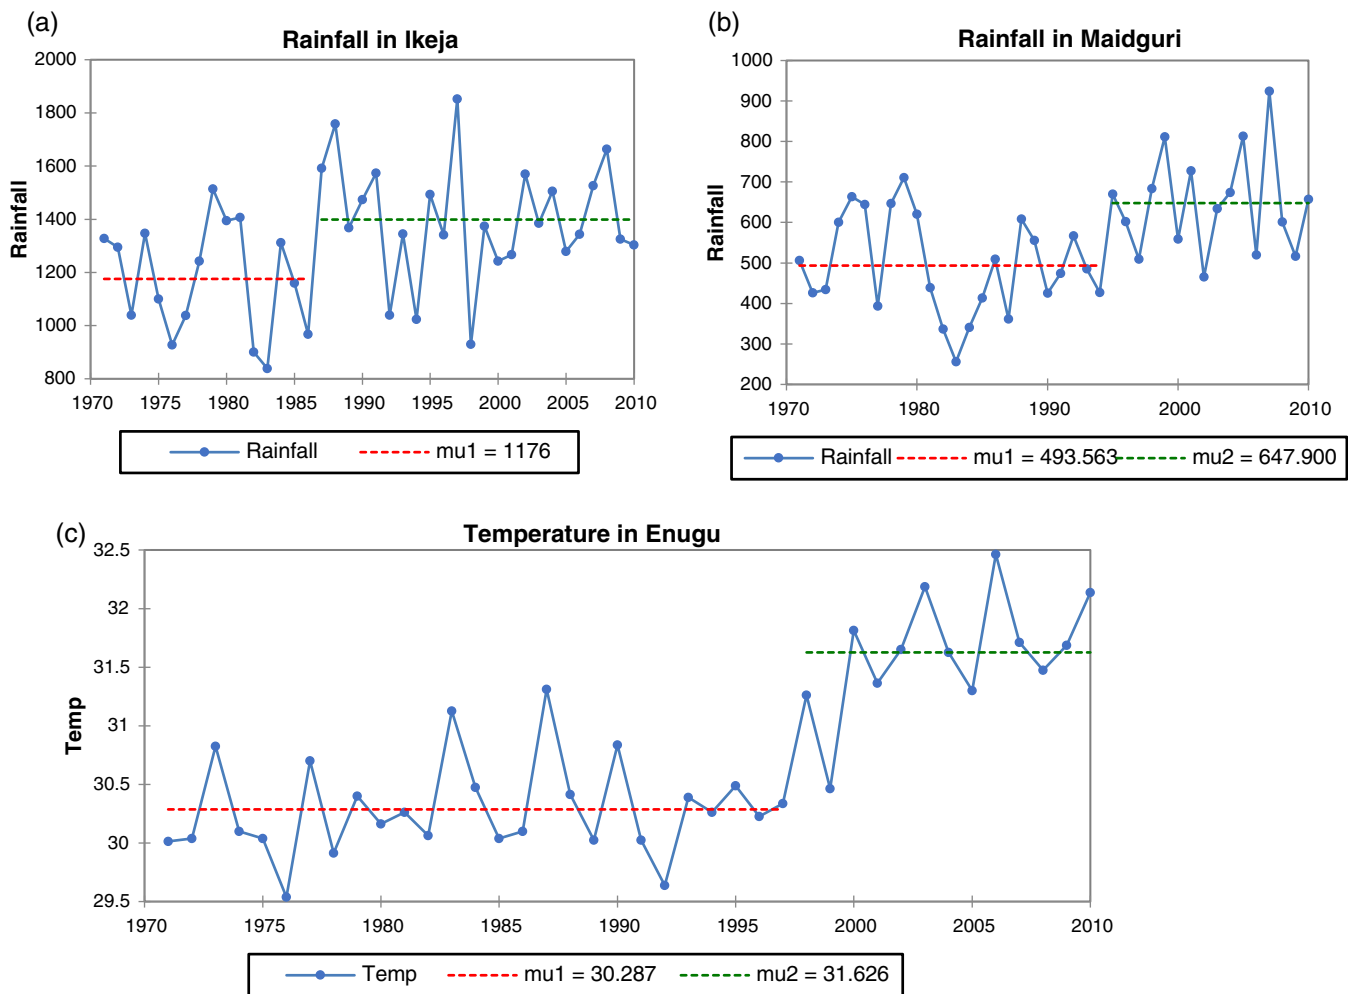 (a)
Rainfall in Ikeja
2000
1800
1600
1400
1200
1000
800
Rainfall
1970 1975 1980 1985 1990 1995 2000 2005 2010
Rainfall mu1 = 1176
(b)
Rainfall in Maidguri
1000
900
800
700
600
500
400
300
200
Rainfall
1970 1980 1990 2000 2010
Rainfall mu1 = 493.563 mu2 = 647.900
(c)
Temperature in Enugu
32.5
32
31.5
31
30.5
30
29.5
Temp
1970 1975 1980 1985 1990 1995 2000 2005 2010
Temp mu1 = 30.287 mu2 = 31.626